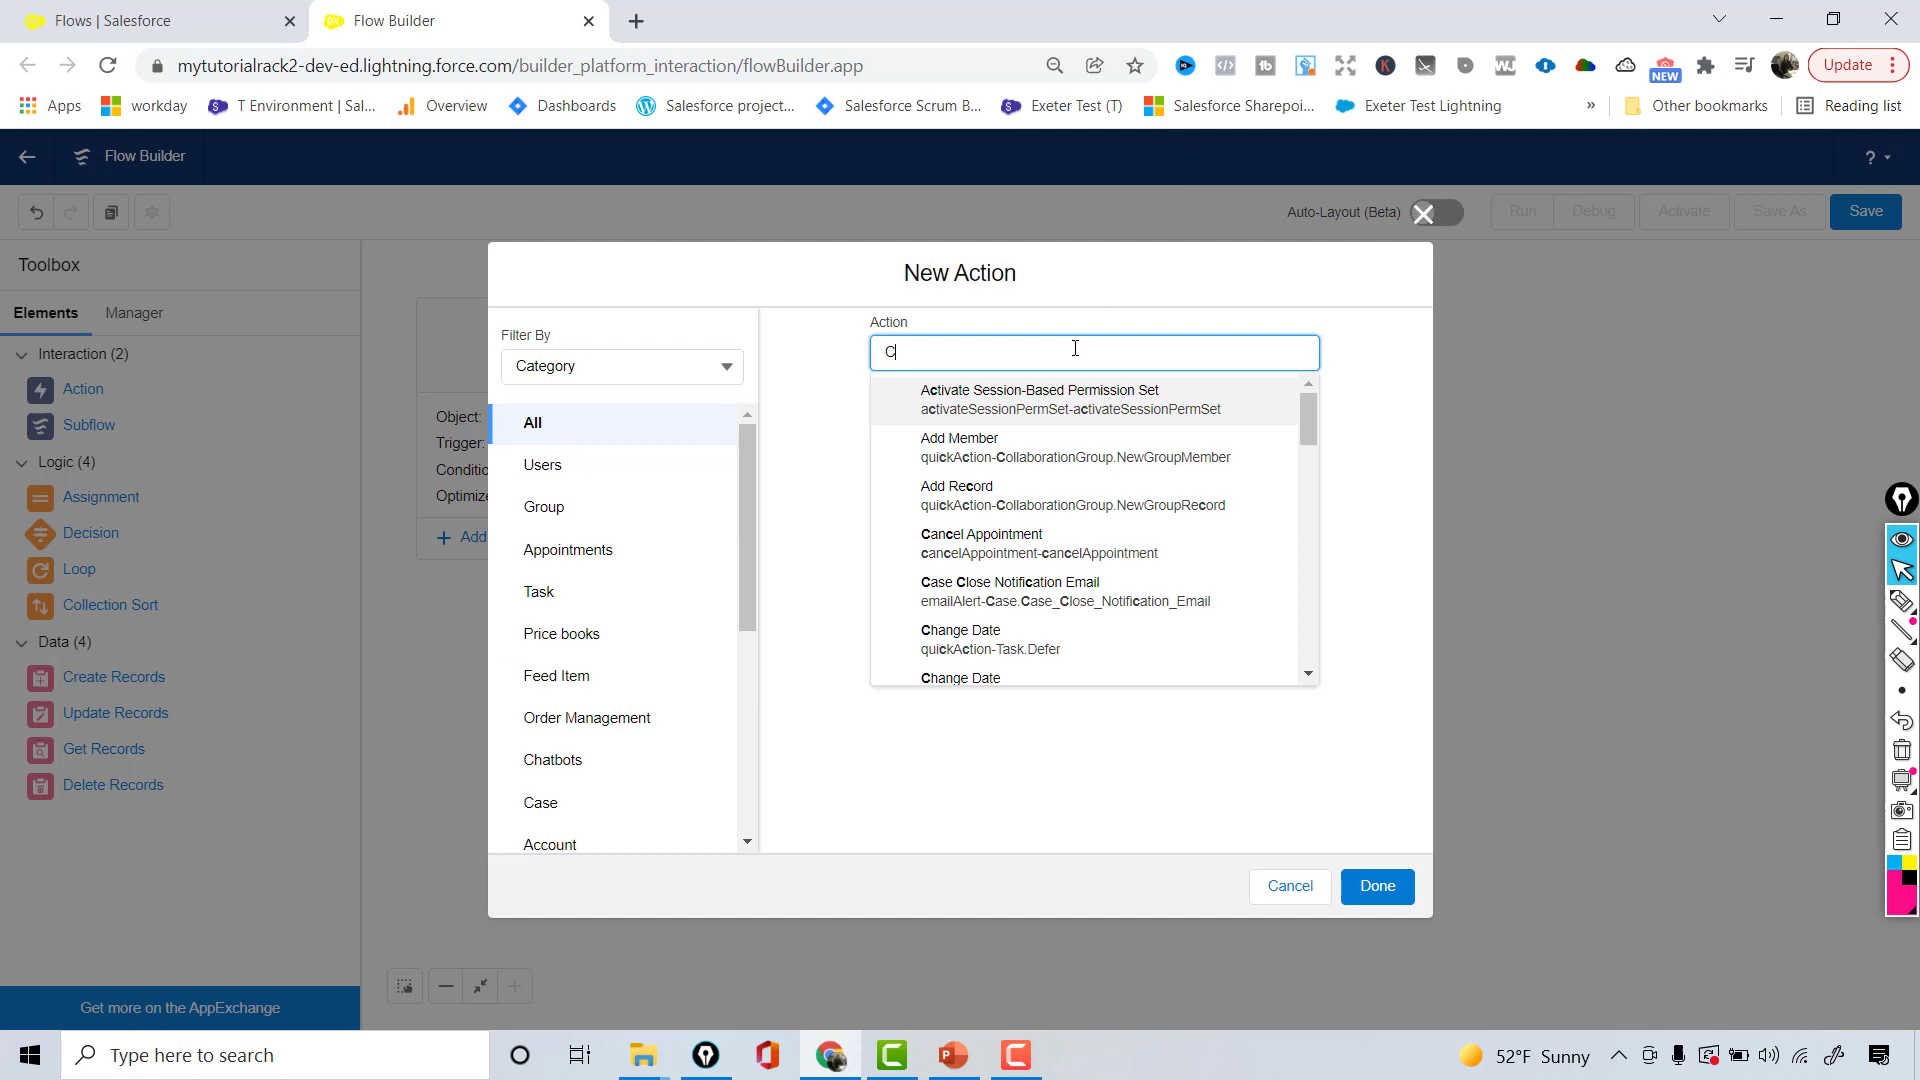 Flows | Salesforce
Flow Builder
mytutorialrack2-dev-ed.lightning.force.com/builder_platform_interaction/flowBuilder.app
NEW
Update
Apps
workday
T Environment | Sal...
Overview
Dashboards
Salesforce project...
Salesforce Scrum B...
Exeter Test (T)
Salesforce Sharepoi...
Exeter Test Lightning
»
Other bookmarks
Reading list
Flow Builder
?
Auto-Layout (Beta)
Run
Debug
Activate
Save As
Save
Toolbox
Elements
Manager
Interaction (2)
Action
Subflow
Logic (4)
Assignment
Decision
Loop
Collection Sort
Data (4)
Create Records
Update Records
Get Records
Delete Records
Get more on the AppExchange
Object:
Trigger:
Conditio
Optimize
Add
New Action
Filter By
Category
All
Users
Group
Appointments
Task
Price books
Feed Item
Order Management
Chatbots
Case
Account
Action
C
Activate Session-Based Permission Set
activateSessionPermSet-activateSessionPermSet
Add Member
quickAction-CollaborationGroup.NewGroupMember
Add Record
quickAction-CollaborationGroup.NewGroupRecord
Cancel Appointment
cancelAppointment-cancelAppointment
Case Close Notification Email
emailAlert-Case.Case_Close_Notification_Email
Change Date
quickAction-Task.Defer
Change Date
Cancel
Done
Type here to search
52°F Sunny